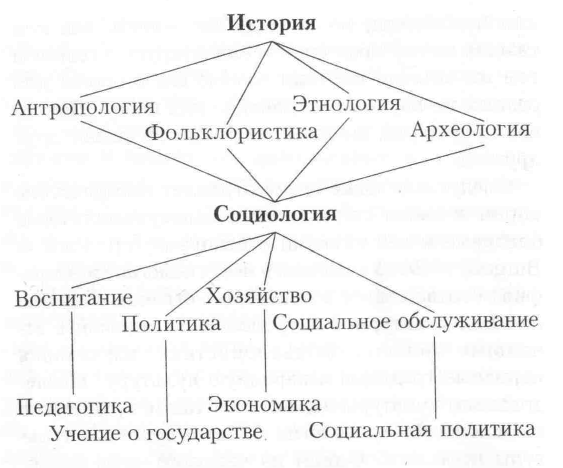 История
Антропология
Этнология
Фольклористика
Археология
Социология
Воспитание
Хозяйство
Политика
Социальное обслуживание
Педагогика
Экономика
Учение о государстве
Социальная политика